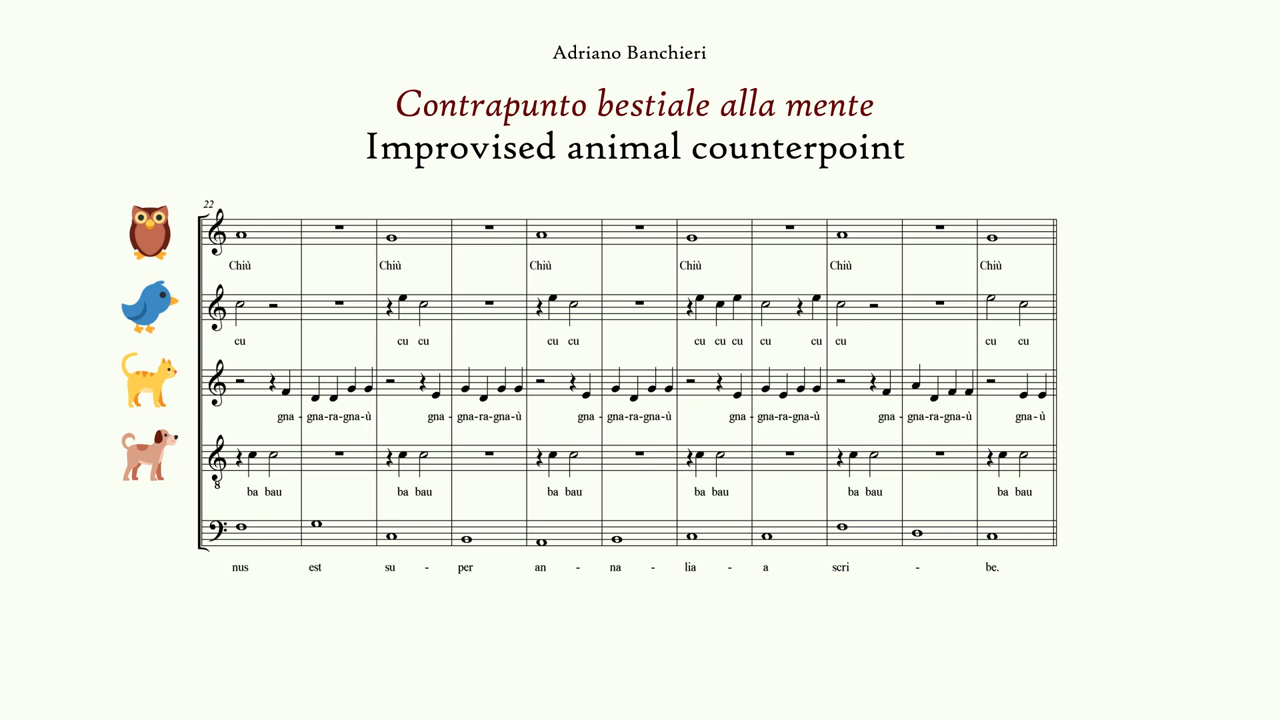 Adriano Banchieri
Contrapunto bestiale alla mente
Improvised animal counterpoint
22
Chiù Chiù Chiù Chiù Chiù Chiù
cu cu cu cu cu cu cu cu cu cu cu cu cu
gna - gna-ra-gna-ù gna - gna-ra-gna-ù gna - gna-ra-gna-ù gna - gna-ra-gna-ù gna - gna-ra-gna-ù gna-ù
8
ba bau ba bau ba bau ba bau ba bau ba bau
nus est su - per an - na - lia - a scri - be.